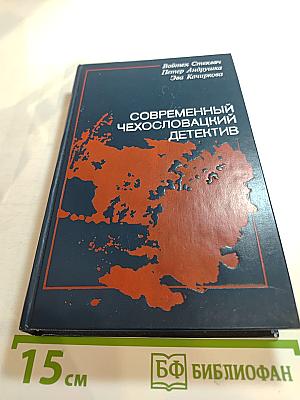 Войтех Стеклач
Петер Андрушка
Эва Качиркова
СОВРЕМЕННЫЙ
ЧЕХОСЛОВАЦКИЙ
ДЕТЕКТИВ
15 см
БФ БИБЛИОФАН